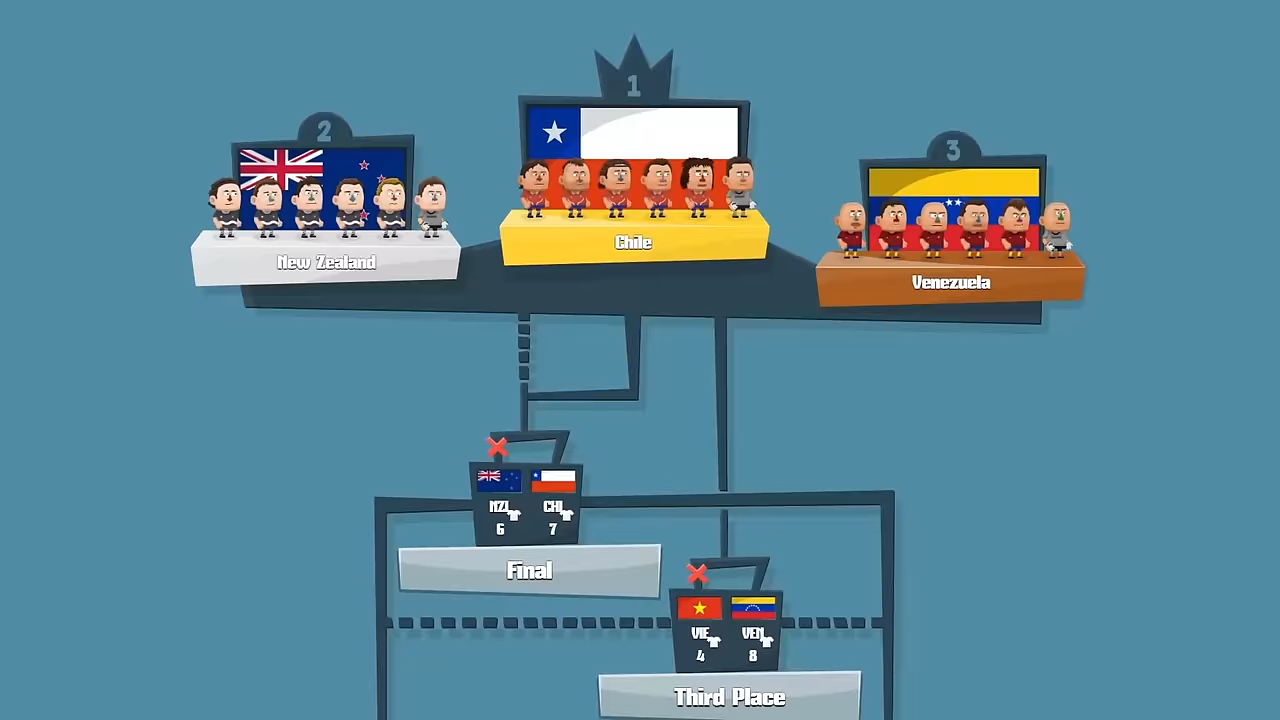 1
2
3
Chile
New Zealand
Venezuela
NZL CHI
6 7
Final
VIE VEN
4 8
Third Place